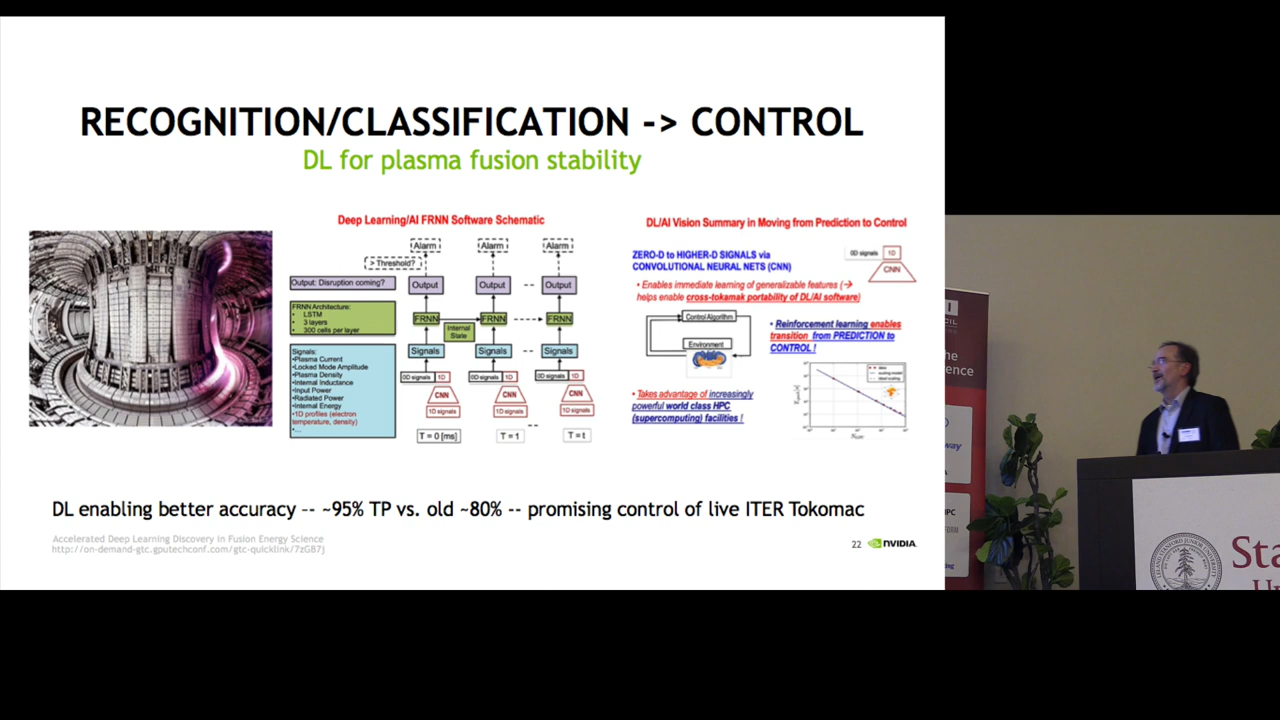 RECOGNITION/CLASSIFICATION -> CONTROL
DL for plasma fusion stability
Deep Learning/AI FRNN Software Schematic
Alarm
Alarm
Alarm
> Threshold?
Output: Disruption coming?
Output
Output
--
Output
FRNN Architecture:
• LSTM
• 3 layers
• 300 cells per layer
FRNN
FRNN
FRNN
Internal
State
Signals:
•Plasma Current
•Locked Mode Amplitude
•Plasma Density
•Internal Inductance
•Input Power
•Radiated Power
•Internal Energy
•1D profiles (electron
temperature, density)
•...
Signals
Signals
--
Signals
0D signals 1D
0D signals 1D
0D signals 1D
CNN
CNN
CNN
1D signals
1D signals
1D signals
--
T = 0 [ms]
T = 1
T = t
DL/AI Vision Summary in Moving from Prediction to Control
ZERO-D to HIGHER-D SIGNALS via
CONVOLUTIONAL NEURAL NETS (CNN)
0D signals 1D
CNN
• Enables immediate learning of generalizable features (→
helps enable cross-tokamak portability of DL/AI software)
Control Algorithm
Environment
• Reinforcement learning enables
transition from PREDICTION to
CONTROL !
• Takes advantage of increasingly
powerful world class HPC
(supercomputing) facilities !
DL enabling better accuracy -- ~95% TP vs. old ~80% -- promising control of live ITER Tokomac
Accelerated Deep Learning Discovery in Fusion Energy Science
http://on-demand-gtc.gputechconf.com/gtc-quicklink/7zGB7j
22
NVIDIA.
CIL
the
erence
way
HPC
Sta